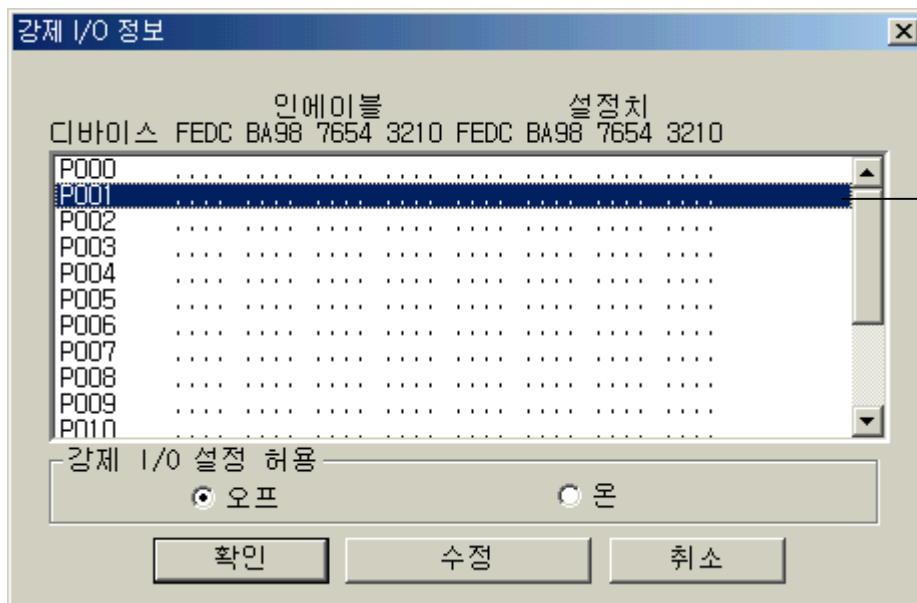 강제 I/O 정보
인에이블 설정치
디바이스 FEDC BA98 7654 3210 FEDC BA98 7654 3210
P000 .... .... .... .... .... .... .... ....
P001 .... .... .... .... .... .... .... ....
P002 .... .... .... .... .... .... .... ....
P003 .... .... .... .... .... .... .... ....
P004 .... .... .... .... .... .... .... ....
P005 .... .... .... .... .... .... .... ....
P006 .... .... .... .... .... .... .... ....
P007 .... .... .... .... .... .... .... ....
P008 .... .... .... .... .... .... .... ....
P009 .... .... .... .... .... .... .... ....
P010 .... .... .... .... .... .... .... ....
강제 I/O 설정 허용
오프 온
확인 수정 취소